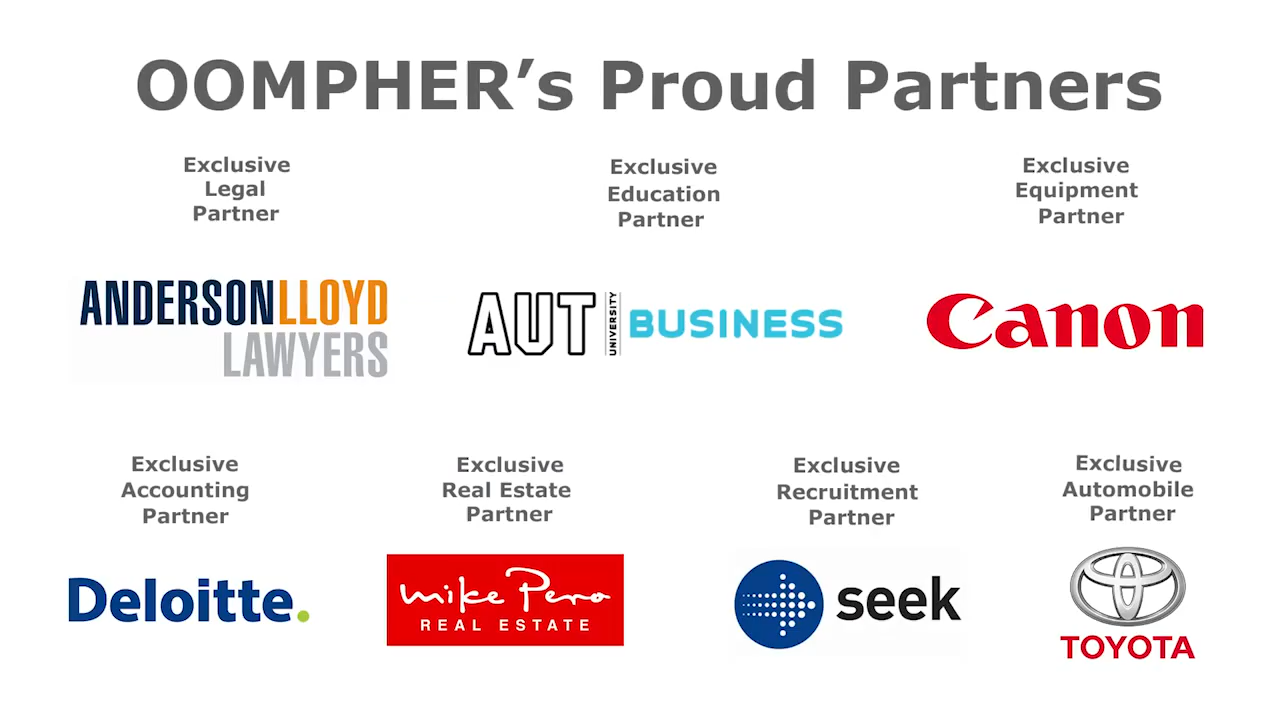 OOMPHER’s Proud Partners
Exclusive
Legal
Partner
Exclusive
Education
Partner
Exclusive
Equipment
Partner
ANDERSONLLOYD
LAWYERS
AUT UNIVERSITY BUSINESS
Canon
Exclusive
Accounting
Partner
Exclusive
Real Estate
Partner
Exclusive
Recruitment
Partner
Exclusive
Automobile
Partner
Deloitte.
Mike Pero
REAL ESTATE
seek
TOYOTA